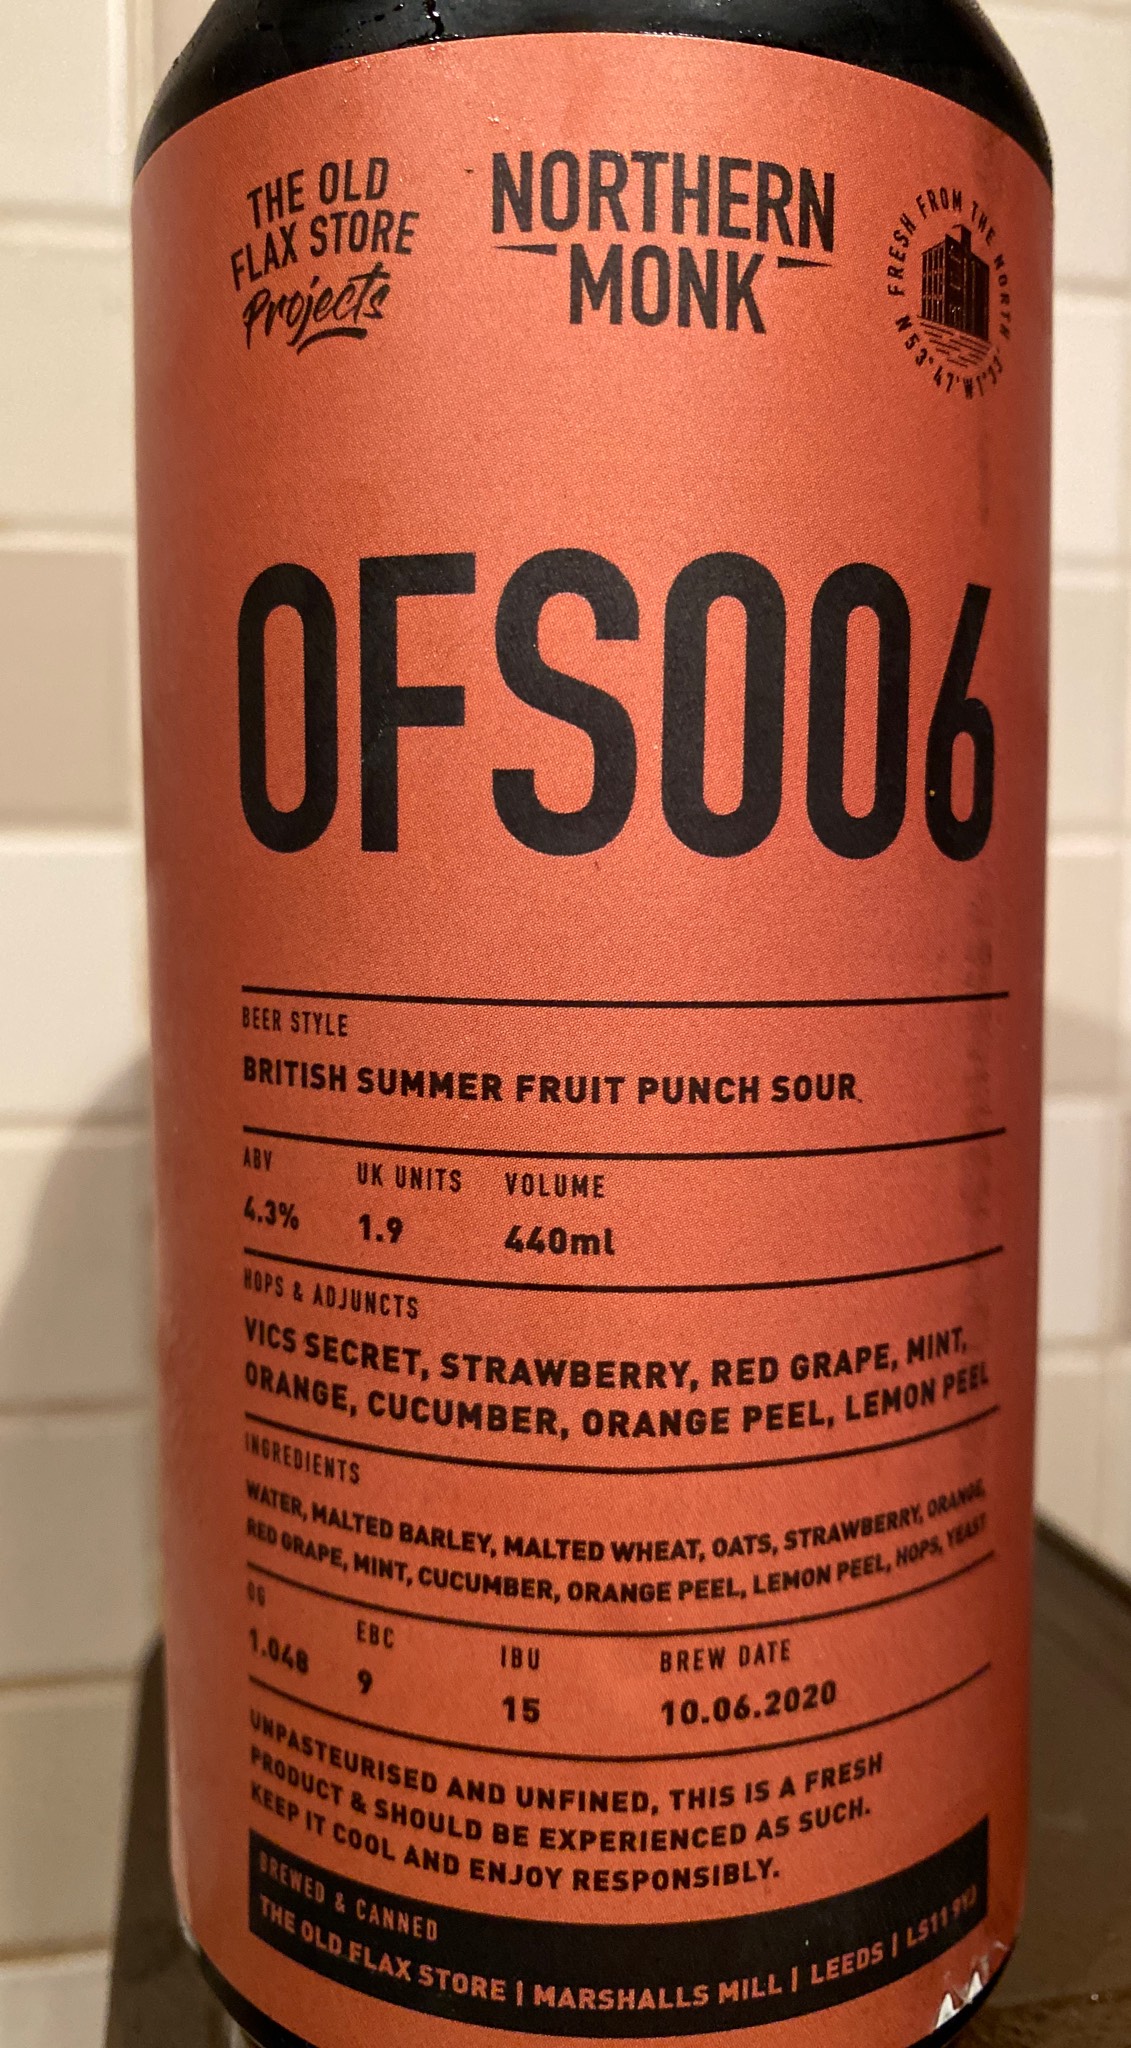 THE OLD
FLAX STORE
Projects
NORTHERN
MONK
FRESH FROM THE NORTH
N53°47.
OFS006
BEER STYLE
BRITISH SUMMER FRUIT PUNCH SOUR
ABV UK UNITS VOLUME
4.3% 1.9 440ml
HOPS & ADJUNCTS
VICS SECRET, STRAWBERRY, RED GRAPE, MINT,
ORANGE, CUCUMBER, ORANGE PEEL, LEMON PEEL
INGREDIENTS
WATER, MALTED BARLEY, MALTED WHEAT, OATS, STRAWBERRY, ORANGE,
RED GRAPE, MINT, CUCUMBER, ORANGE PEEL, LEMON PEEL, HOPS, YEAST
OG EBC IBU BREW DATE
1.048 9 15 10.06.2020
UNPASTEURISED AND UNFINED, THIS IS A FRESH
PRODUCT & SHOULD BE EXPERIENCED AS SUCH.
KEEP IT COOL AND ENJOY RESPONSIBLY.
BREWED & CANNED
THE OLD FLAX STORE | MARSHALLS MILL | LEEDS | LS11 9YJ